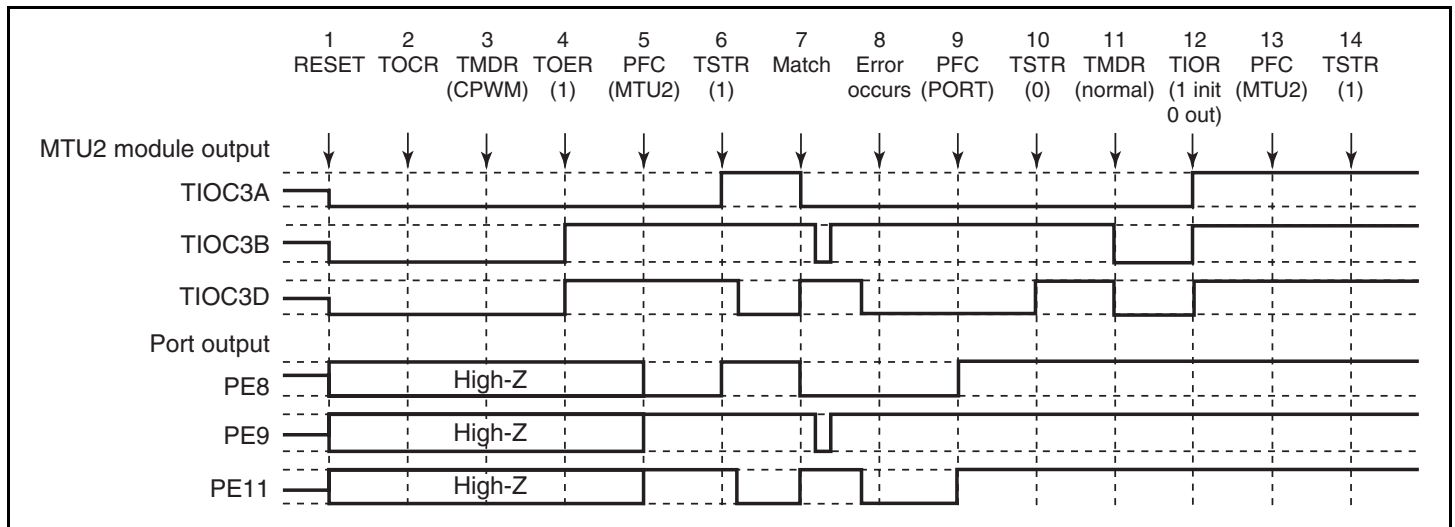 1 2 3 4 5 6 7 8 9 10 11 12 13 14
RESET TOCR TMDR TOER PFC TSTR Match Error PFC TSTR TMDR TIOR PFC TSTR
(CPWM) (1) (MTU2) (1) occurs (PORT) (0) (normal) (1 init (MTU2) (1)
0 out)
MTU2 module output
TIOC3A
TIOC3B
TIOC3D
Port output
PE8 High-Z
PE9 High-Z
PE11 High-Z